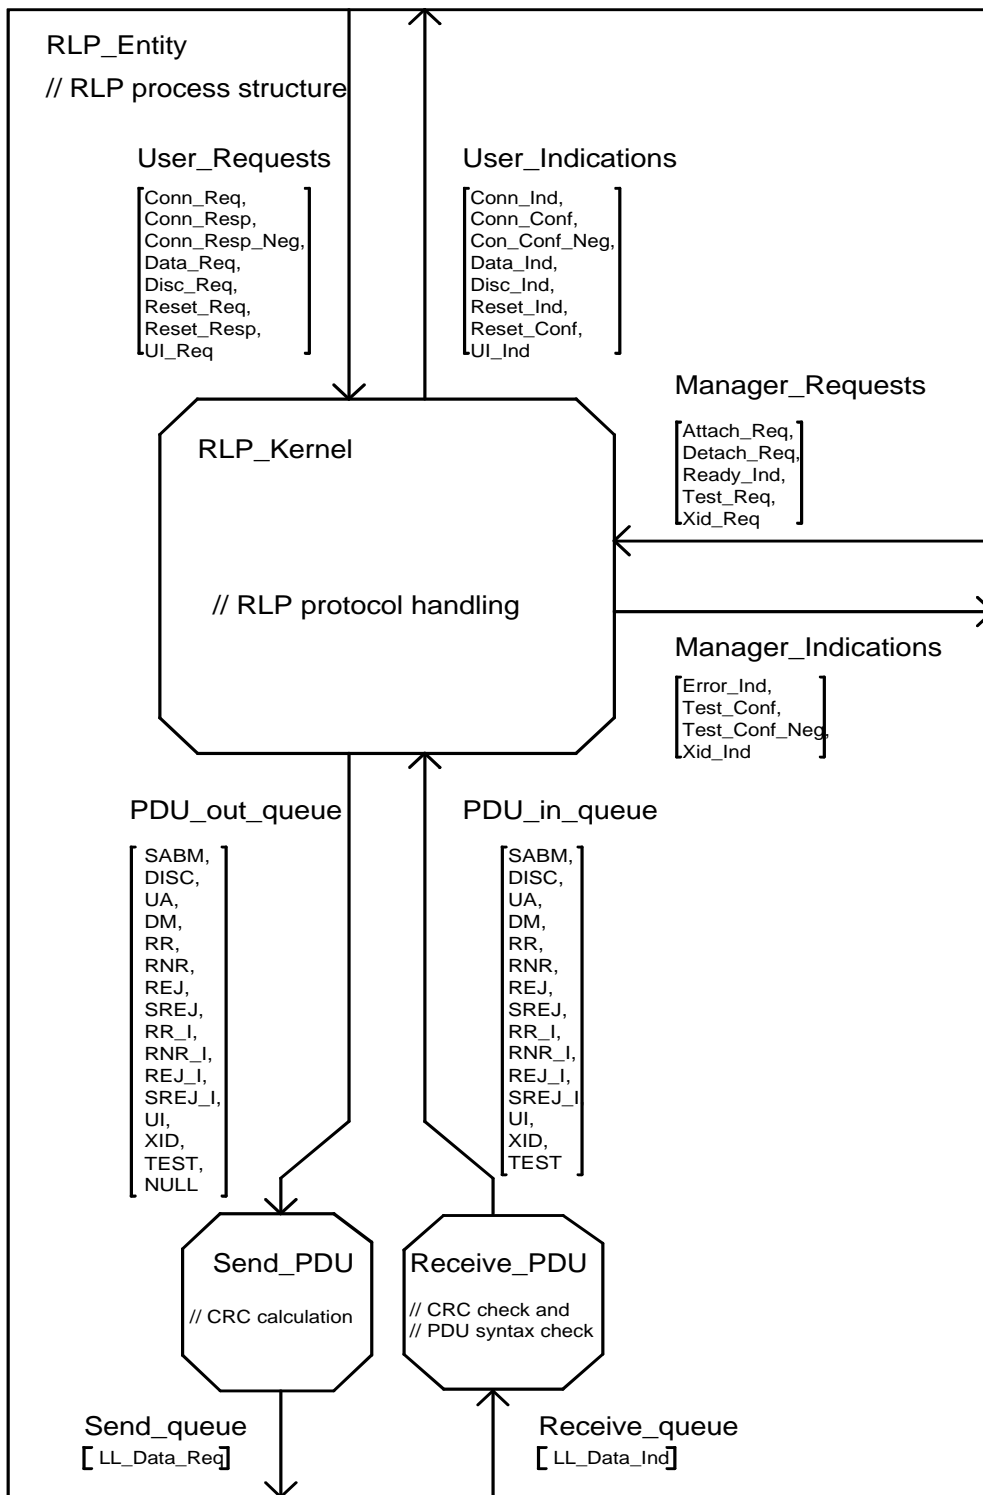 RLP_Entity
// RLP process structure
User_Requests
Conn_Req,
Conn_Resp,
Conn_Resp_Neg,
Data_Req,
Disc_Req,
Reset_Req,
Reset_Resp,
UI_Req
User_Indications
Conn_Ind,
Conn_Conf,
Con_Conf_Neg,
Data_Ind,
Disc_Ind,
Reset_Ind,
Reset_Conf,
UI_Ind
Manager_Requests
Attach_Req,
Detach_Req,
Ready_Ind,
Test_Req,
Xid_Req
RLP_Kernel
// RLP protocol handling
Manager_Indications
Error_Ind,
Test_Conf,
Test_Conf_Neg,
Xid_Ind
PDU_out_queue
SABM,
DISC,
UA,
DM,
RR,
RNR,
REJ,
SREJ,
RR_I,
RNR_I,
REJ_I,
SREJ_I,
UI,
XID,
TEST,
NULL
PDU_in_queue
SABM,
DISC,
UA,
DM,
RR,
RNR,
REJ,
SREJ,
RR_I,
RNR_I,
REJ_I,
SREJ_I
UI,
XID,
TEST
Send_PDU
// CRC calculation
Receive_PDU
// CRC check and
// PDU syntax check
Send_queue
[ LL_Data_Req]
Receive_queue
[ LL_Data_Ind]